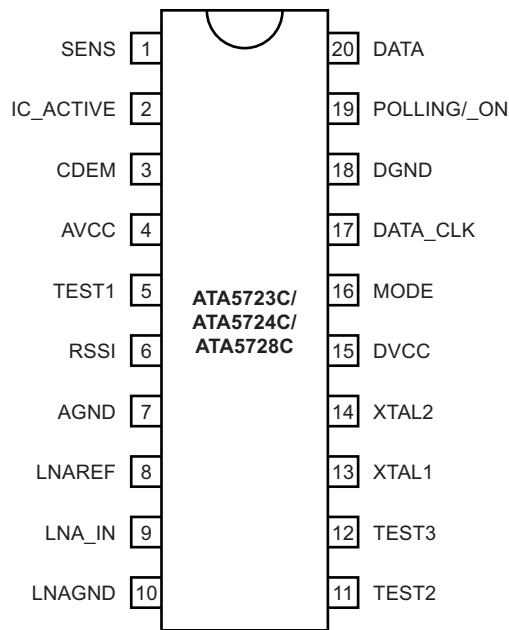 SENS 1 20 DATA
IC_ACTIVE 2 19 POLLING/_ON
CDEM 3 18 DGND
AVCC 4 17 DATA_CLK
TEST1 5 16 MODE
ATA5723C/
ATA5724C/
ATA5728C
RSSI 6 15 DVCC
AGND 7 14 XTAL2
LNAREF 8 13 XTAL1
LNA_IN 9 12 TEST3
LNAGND 10 11 TEST2